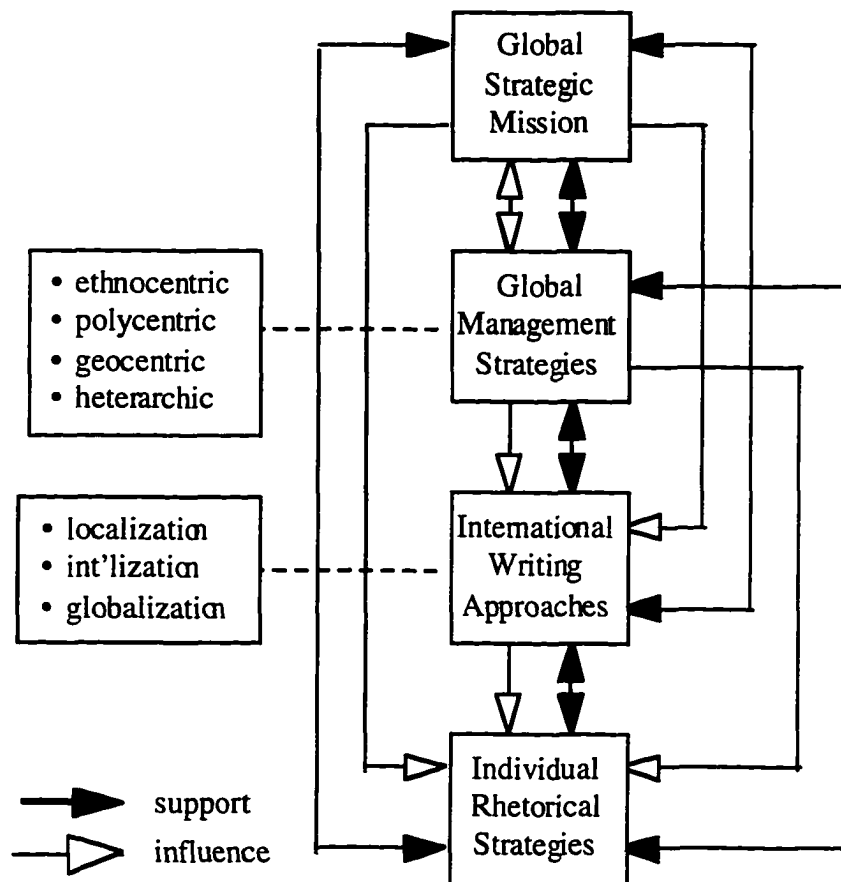 Global
Strategic
Mission
• ethnocentric
• polycentric
• geocentric
• heterarchic
Global
Management
Strategies
• localization
• int'lization
• globalization
International
Writing
Approaches
Individual
Rhetorical
Strategies
support
influence